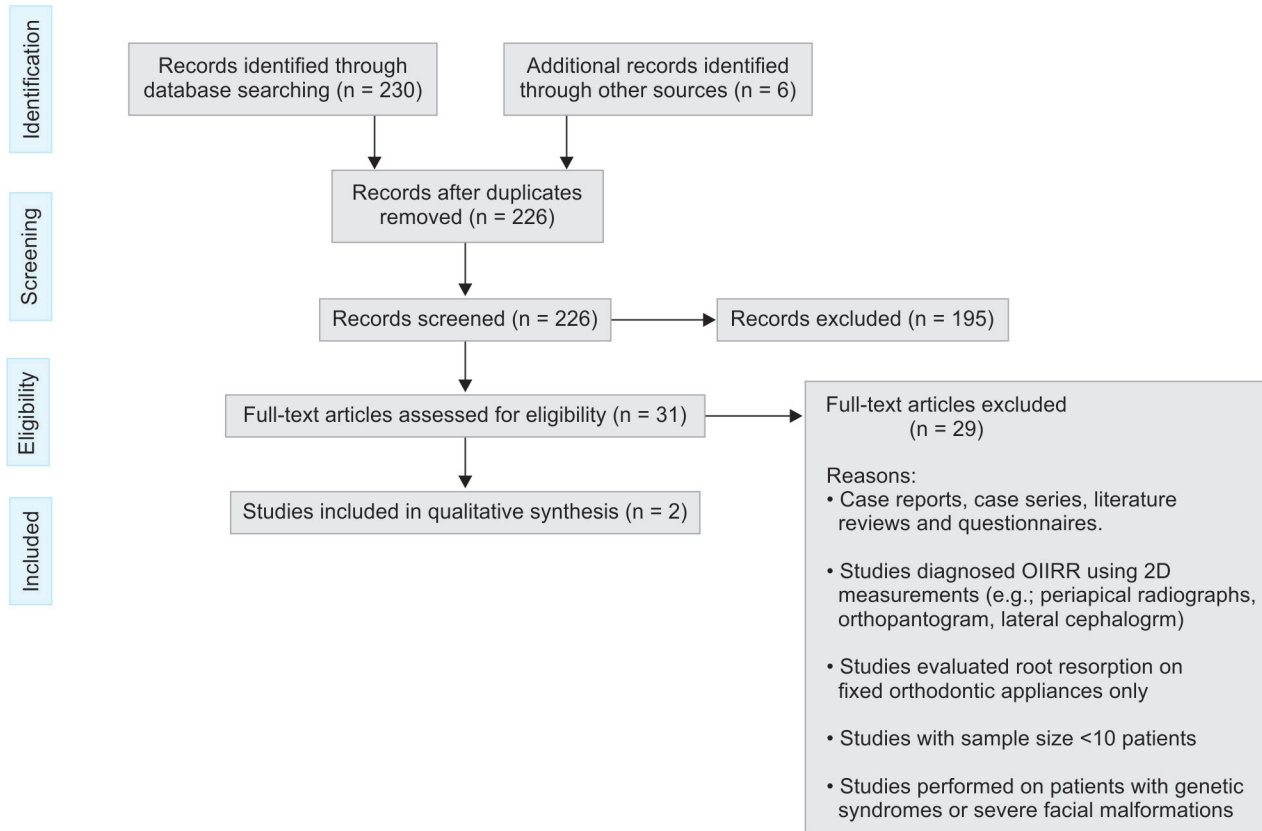 Identification
Records identified through
database searching (n = 230)
Additional records identified
through other sources (n = 6)
Screening
Records after duplicates
removed (n = 226)
Records screened (n = 226)
Records excluded (n = 195)
Eligibility
Full-text articles assessed for eligibility (n = 31)
Full-text articles excluded
(n = 29)
Reasons:
• Case reports, case series, literature
reviews and questionnaires.
• Studies diagnosed OIIRR using 2D
measurements (e.g.; periapical radiographs,
orthopantogram, lateral cephalogrm)
• Studies evaluated root resorption on
fixed orthodontic appliances only
• Studies with sample size <10 patients
• Studies performed on patients with genetic
syndromes or severe facial malformations
Included
Studies included in qualitative synthesis (n = 2)